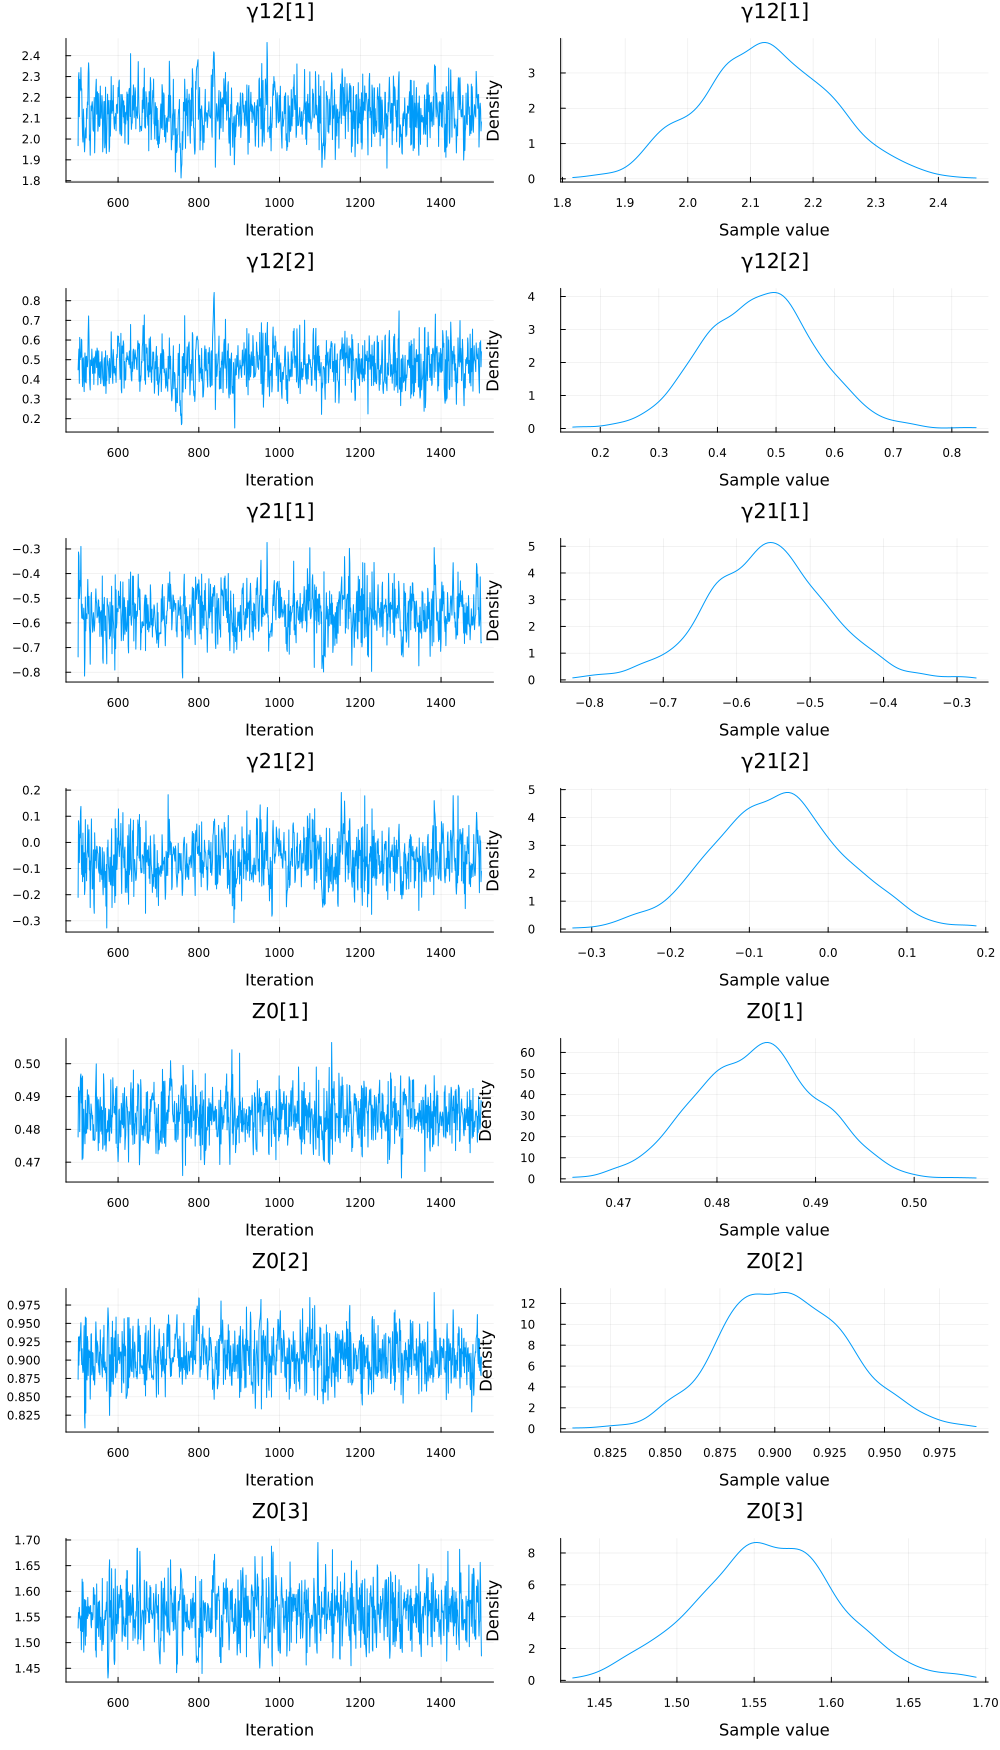 γ12[1]
γ12[1]
2.4
2.3
2.2
2.1
2.0
1.9
1.8
600 800 1000 1200 1400
Iteration
Density
3
2
1
0
1.8 1.9 2.0 2.1 2.2 2.3 2.4
Sample value
γ12[2]
γ12[2]
0.8
0.7
0.6
0.5
0.4
0.3
0.2
600 800 1000 1200 1400
Iteration
Density
4
3
2
1
0
0.2 0.3 0.4 0.5 0.6 0.7 0.8
Sample value
γ21[1]
γ21[1]
−0.3
−0.4
−0.5
−0.6
−0.7
−0.8
600 800 1000 1200 1400
Iteration
Density
5
4
3
2
1
0
−0.8 −0.7 −0.6 −0.5 −0.4 −0.3
Sample value
γ21[2]
γ21[2]
0.2
0.1
0.0
−0.1
−0.2
−0.3
600 800 1000 1200 1400
Iteration
Density
5
4
3
2
1
0
−0.3 −0.2 −0.1 0.0 0.1 0.2
Sample value
Z0[1]
Z0[1]
0.50
0.49
0.48
0.47
600 800 1000 1200 1400
Iteration
Density
60
50
40
30
20
10
0
0.47 0.48 0.49 0.50
Sample value
Z0[2]
Z0[2]
0.975
0.950
0.925
0.900
0.875
0.850
0.825
600 800 1000 1200 1400
Iteration
Density
12
10
8
6
4
2
0
0.825 0.850 0.875 0.900 0.925 0.950 0.975
Sample value
Z0[3]
Z0[3]
1.70
1.65
1.60
1.55
1.50
1.45
600 800 1000 1200 1400
Iteration
Density
8
6
4
2
0
1.45 1.50 1.55 1.60 1.65 1.70
Sample value